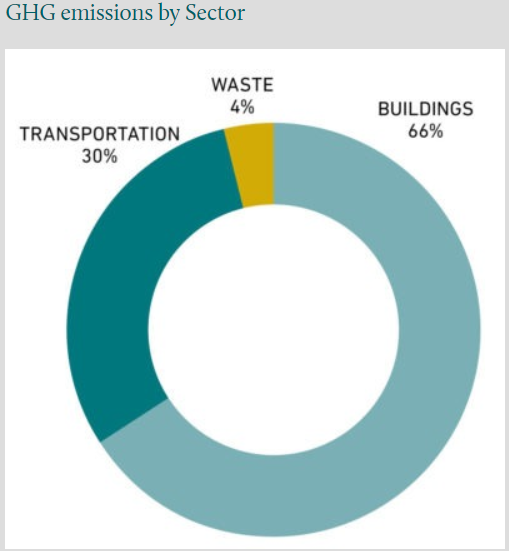 GHG emissions by Sector
WASTE
4%
BUILDINGS
66%
TRANSPORTATION
30%